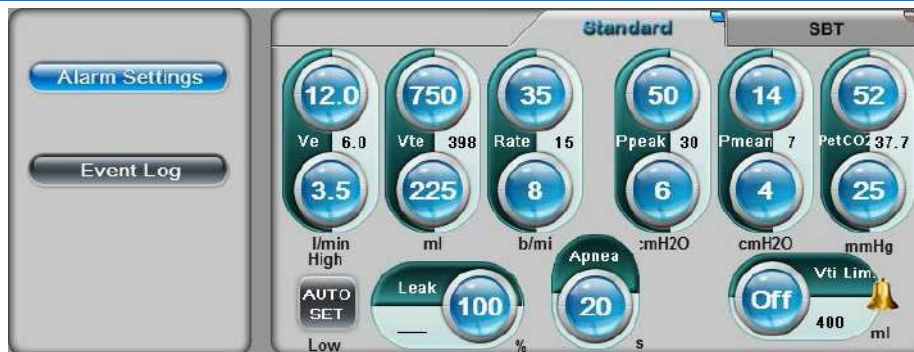 Standard SBT
Alarm Settings
12.0 750 35 50 14 52
Ve 6.0 Vte 398 Rate 15 Ppeak 30 Pmean 7 PetCO2 37.7
Event Log
3.5 225 8 6 4 25
l/min ml b/mi :mH2O cmH2O mmHg
High
Apnea
Leak
Vti Lim.
AUTO
SET
100 20 Off
400 ml
Low % s